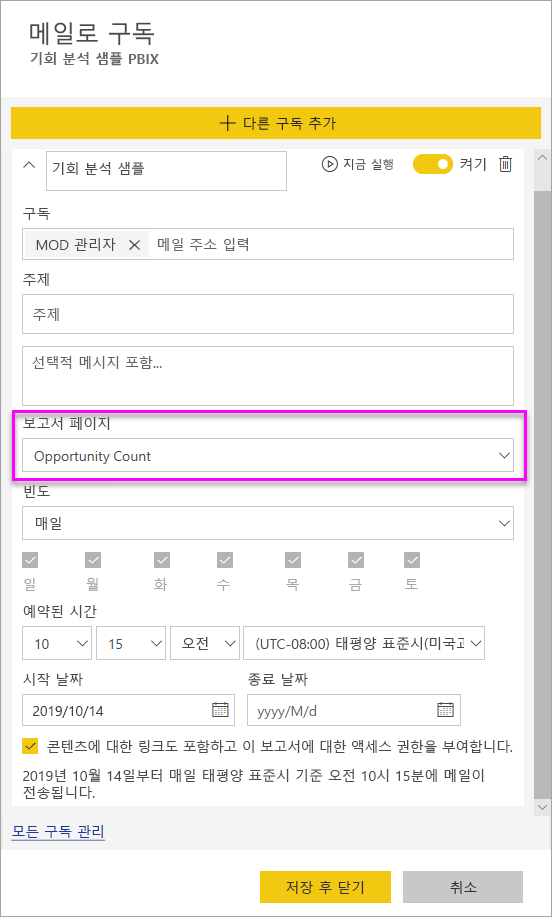 메일로 구독
기회 분석 샘플 PBIX
다른 구독 추가
기회 분석 샘플 지금 실행 켜기
구독
MOD 관리자 메일 주소 입력
주제
주제
선택적 메시지 포함...
보고서 페이지
Opportunity Count
빈도
매일
일 월 화 수 목 금 토
예약된 시간
10 15 오전 (UTC-08:00) 태평양 표준시(미국과
시작 날짜 종료 날짜
2019/10/14 yyyy/M/d
콘텐츠에 대한 링크도 포함하고 이 보고서에 대한 액세스 권한을 부여합니다.
2019년 10월 14일부터 매일 태평양 표준시 기준 오전 10시 15분에 메일이
전송됩니다.
모든 구독 관리
저장 후 닫기 취소